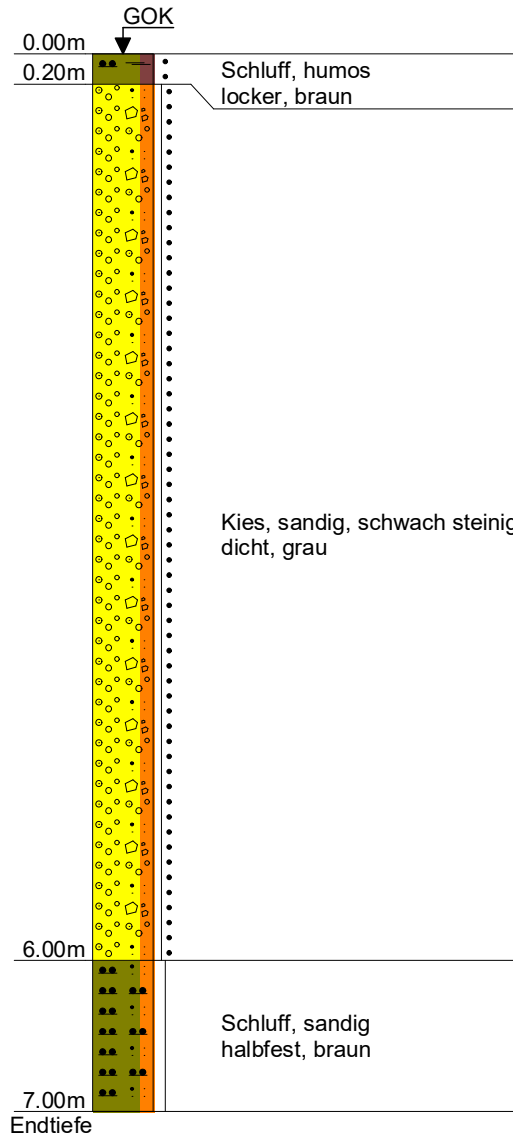 GOK
0.00m
0.20m
Schluff, humos
locker, braun
Kies, sandig, schwach steinig
dicht, grau
6.00m
Schluff, sandig
halbfest, braun
7.00m
Endtiefe